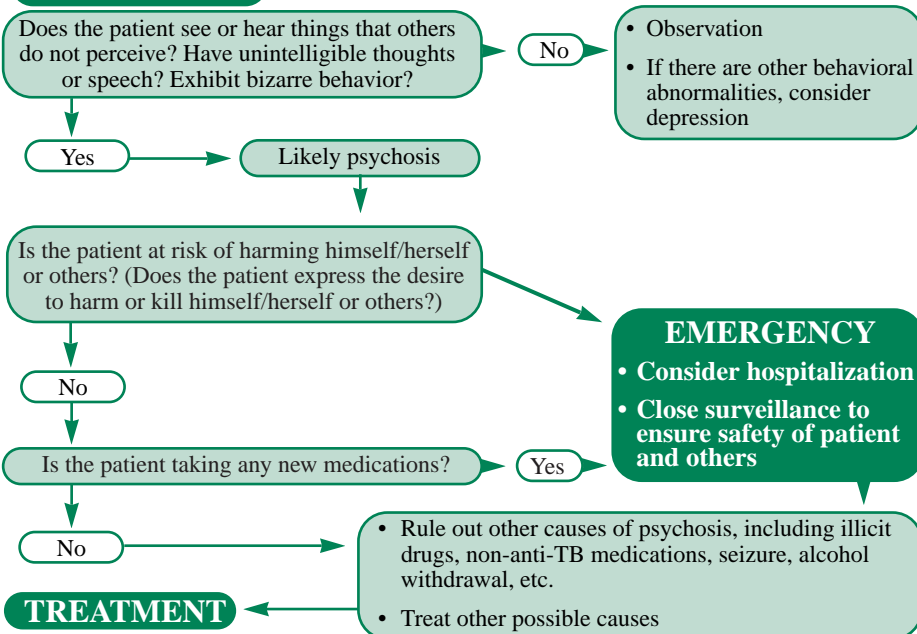 Does the patient see or hear things that others
do not perceive? Have unintelligible thoughts
or speech? Exhibit bizarre behavior?
No
• Observation
• If there are other behavioral
abnormalities, consider
depression
Yes
Likely psychosis
Is the patient at risk of harming himself/herself
or others? (Does the patient express the desire
to harm or kill himself/herself or others?)
EMERGENCY
• Consider hospitalization
• Close surveillance to
ensure safety of patient
and others
No
Is the patient taking any new medications?
Yes
No
• Rule out other causes of psychosis, including illicit
drugs, non-anti-TB medications, seizure, alcohol
withdrawal, etc.
• Treat other possible causes
TREATMENT